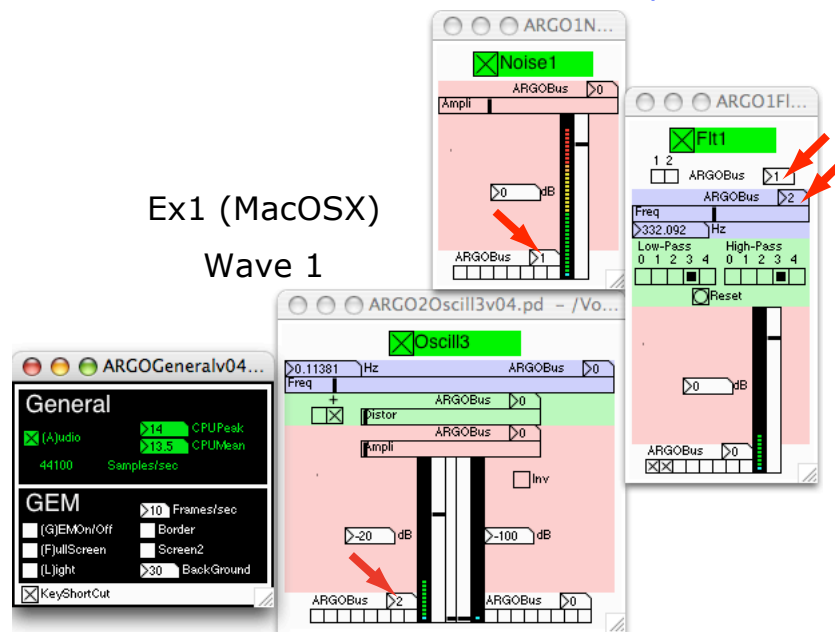 ARGO1N...
Noise1
ARGOBus 0
Ampli
0 dB
ARGOBus 1
ARGO1Fl...
Flt1
1 2
ARGOBus 1
ARGOBus 2
Freq
332.092 Hz
Low-Pass High-Pass
0 1 2 3 4 0 1 2 3 4
Reset
0 dB
ARGOBus 0
Ex1 (MacOSX)
Wave 1
ARGO2Oscill3v04.pd – /Vo...
Oscill3
0.11381 Hz ARGOBus 0
Freq
+ ARGOBus 0
Distor
ARGOBus 0
Ampli
Inv
-20 dB -100 dB
ARGOBus 2 ARGOBus 0
ARGOGeneralv04...
General
(A)udio 14 CPUPeak
13.5 CPUMean
44100 Samples/sec
GEM 10 Frames/sec
(G)EMOn/Off Border
(F)ullScreen Screen2
(L)ight 30 BackGround
KeyShortCut